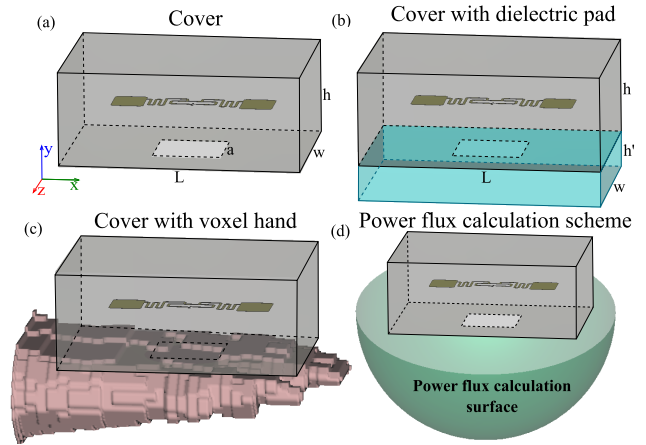 (a)
Cover
h
w
a
L
y
x
z
(b)
Cover with dielectric pad
h
h'
w
L
(c)
Cover with voxel hand
(d)
Power flux calculation scheme
Power flux calculation
surface